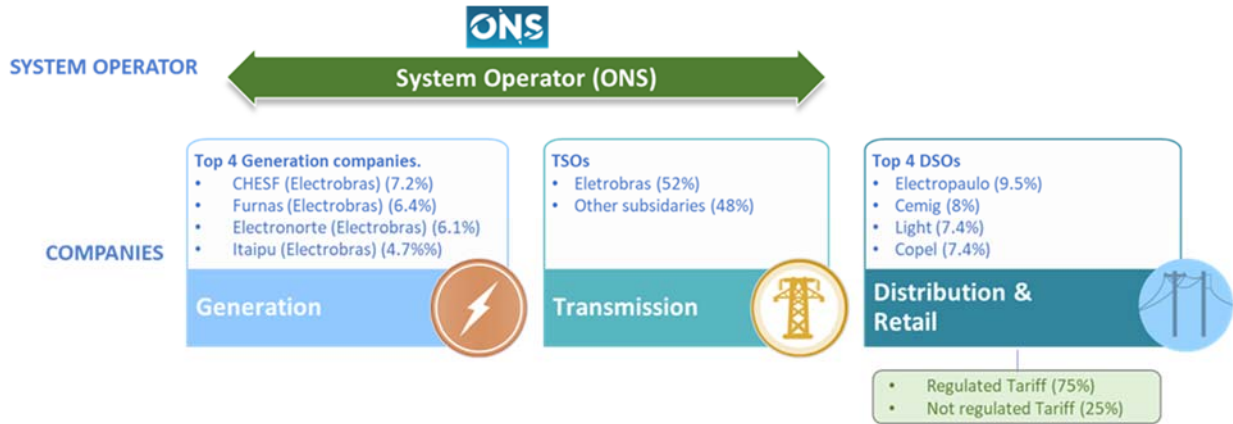 ONS
SYSTEM OPERATOR
System Operator (ONS)
COMPANIES
Top 4 Generation companies.
• CHESF (Electrobras) (7.2%)
• Furnas (Electrobras) (6.4%)
• Electronorte (Electrobras) (6.1%)
• Itaipu (Electrobras) (4.7%%)
Generation
TSOs
• Eletrobras (52%)
• Other subsidaries (48%)
Transmission
Top 4 DSOs
• Electropaulo (9.5%)
• Cemig (8%)
• Light (7.4%)
• Copel (7.4%)
Distribution &
Retail
• Regulated Tariff (75%)
• Not regulated Tariff (25%)